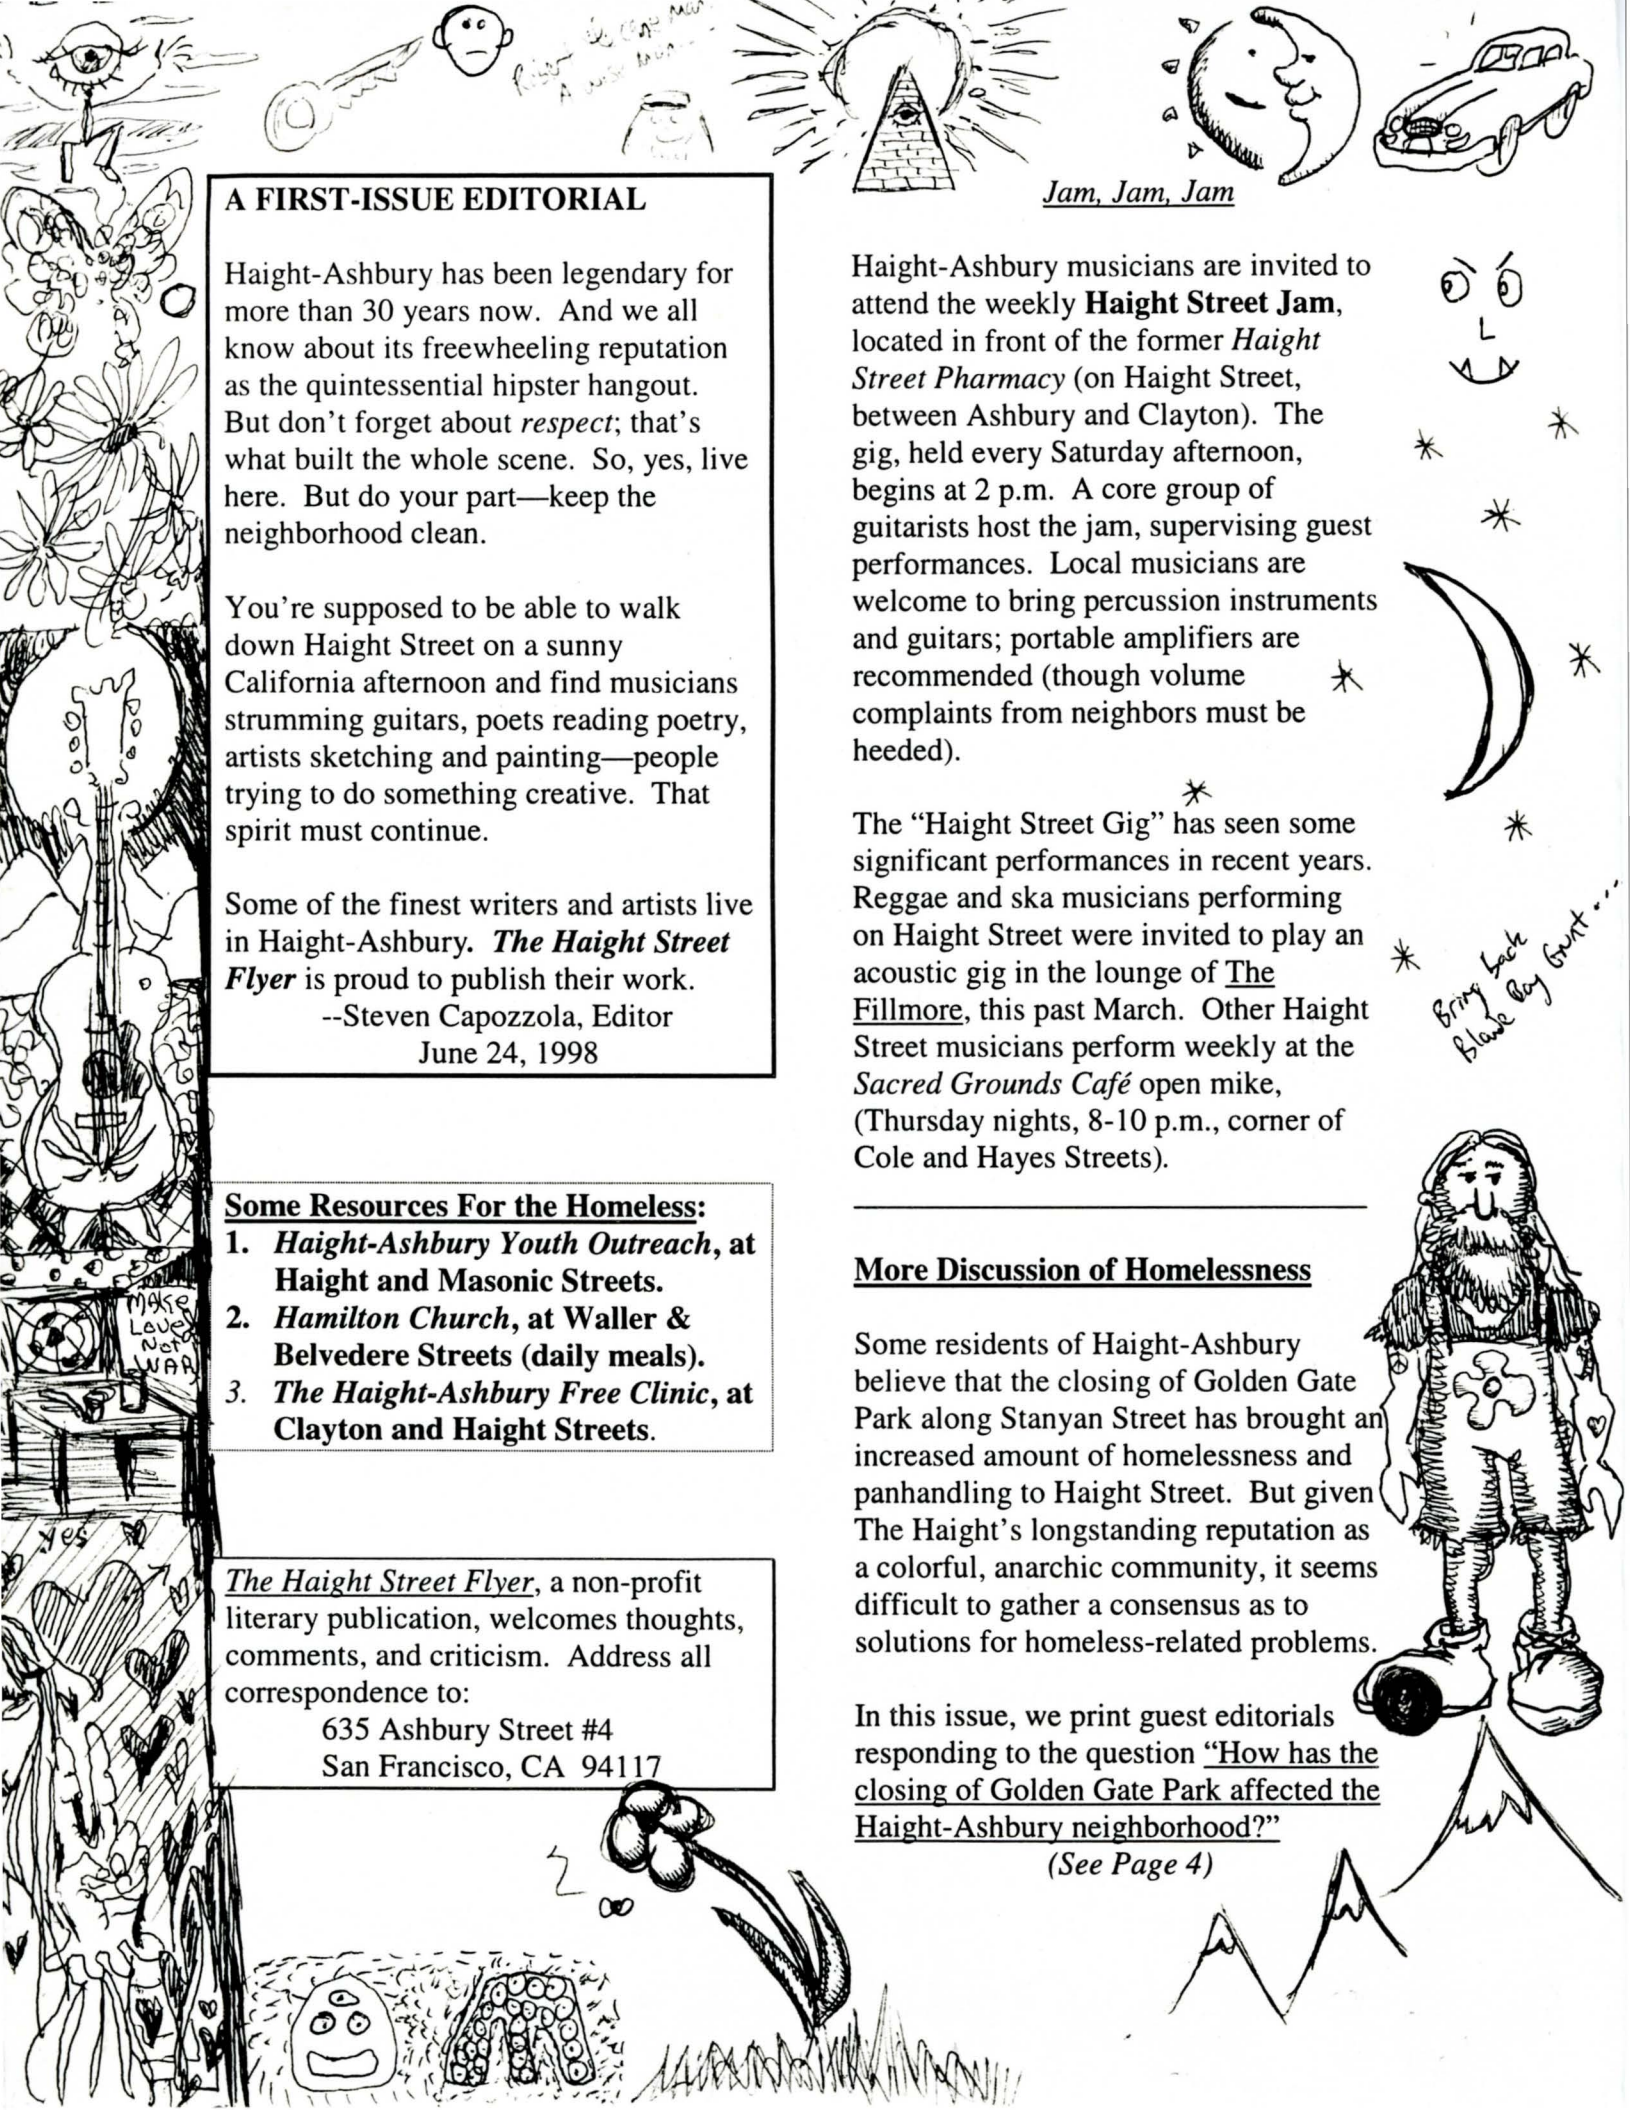 A FIRST-ISSUE EDITORIAL
Haight-Ashbury has been legendary for
more than 30 years now.  And we all
know about its freewheeling reputation
as the quintessential hipster hangout.
But don't forget about respect; that's
what built the whole scene.  So, yes, live
here.  But do your part—keep the
neighborhood clean.
You're supposed to be able to walk
down Haight Street on a sunny
California afternoon and find musicians
strumming guitars, poets reading poetry,
artists sketching and painting—people
trying to do something creative.  That
spirit must continue.
Some of the finest writers and artists live
in Haight-Ashbury.  The Haight Street
Flyer is proud to publish their work.
--Steven Capozzola, Editor
June 24, 1998
Some Resources For the Homeless:
1. Haight-Ashbury Youth Outreach, at
Haight and Masonic Streets.
2. Hamilton Church, at Waller &
Belvedere Streets (daily meals).
3. The Haight-Ashbury Free Clinic, at
Clayton and Haight Streets.
The Haight Street Flyer, a non-profit
literary publication, welcomes thoughts,
comments, and criticism.  Address all
correspondence to:
635 Ashbury Street #4
San Francisco, CA  94117
Make
Love
Not
WAR
yes
2
Jam, Jam, Jam
Haight-Ashbury musicians are invited to
attend the weekly Haight Street Jam,
located in front of the former Haight
Street Pharmacy (on Haight Street,
between Ashbury and Clayton).  The
gig, held every Saturday afternoon,
begins at 2 p.m.  A core group of
guitarists host the jam, supervising guest
performances.  Local musicians are
welcome to bring percussion instruments
and guitars; portable amplifiers are
recommended (though volume
complaints from neighbors must be
heeded).
The “Haight Street Gig” has seen some
significant performances in recent years.
Reggae and ska musicians performing
on Haight Street were invited to play an
acoustic gig in the lounge of The
Fillmore, this past March.  Other Haight
Street musicians perform weekly at the
Sacred Grounds Café open mike,
(Thursday nights, 8-10 p.m., corner of
Cole and Hayes Streets).
Bring back
More Discussion of Homelessness
Some residents of Haight-Ashbury
believe that the closing of Golden Gate
Park along Stanyan Street has brought an
increased amount of homelessness and
panhandling to Haight Street.  But given
The Haight's longstanding reputation as
a colorful, anarchic community, it seems
difficult to gather a consensus as to
solutions for homeless-related problems.
In this issue, we print guest editorials
responding to the question “How has the
closing of Golden Gate Park affected the
Haight-Ashbury neighborhood?”
(See Page 4)